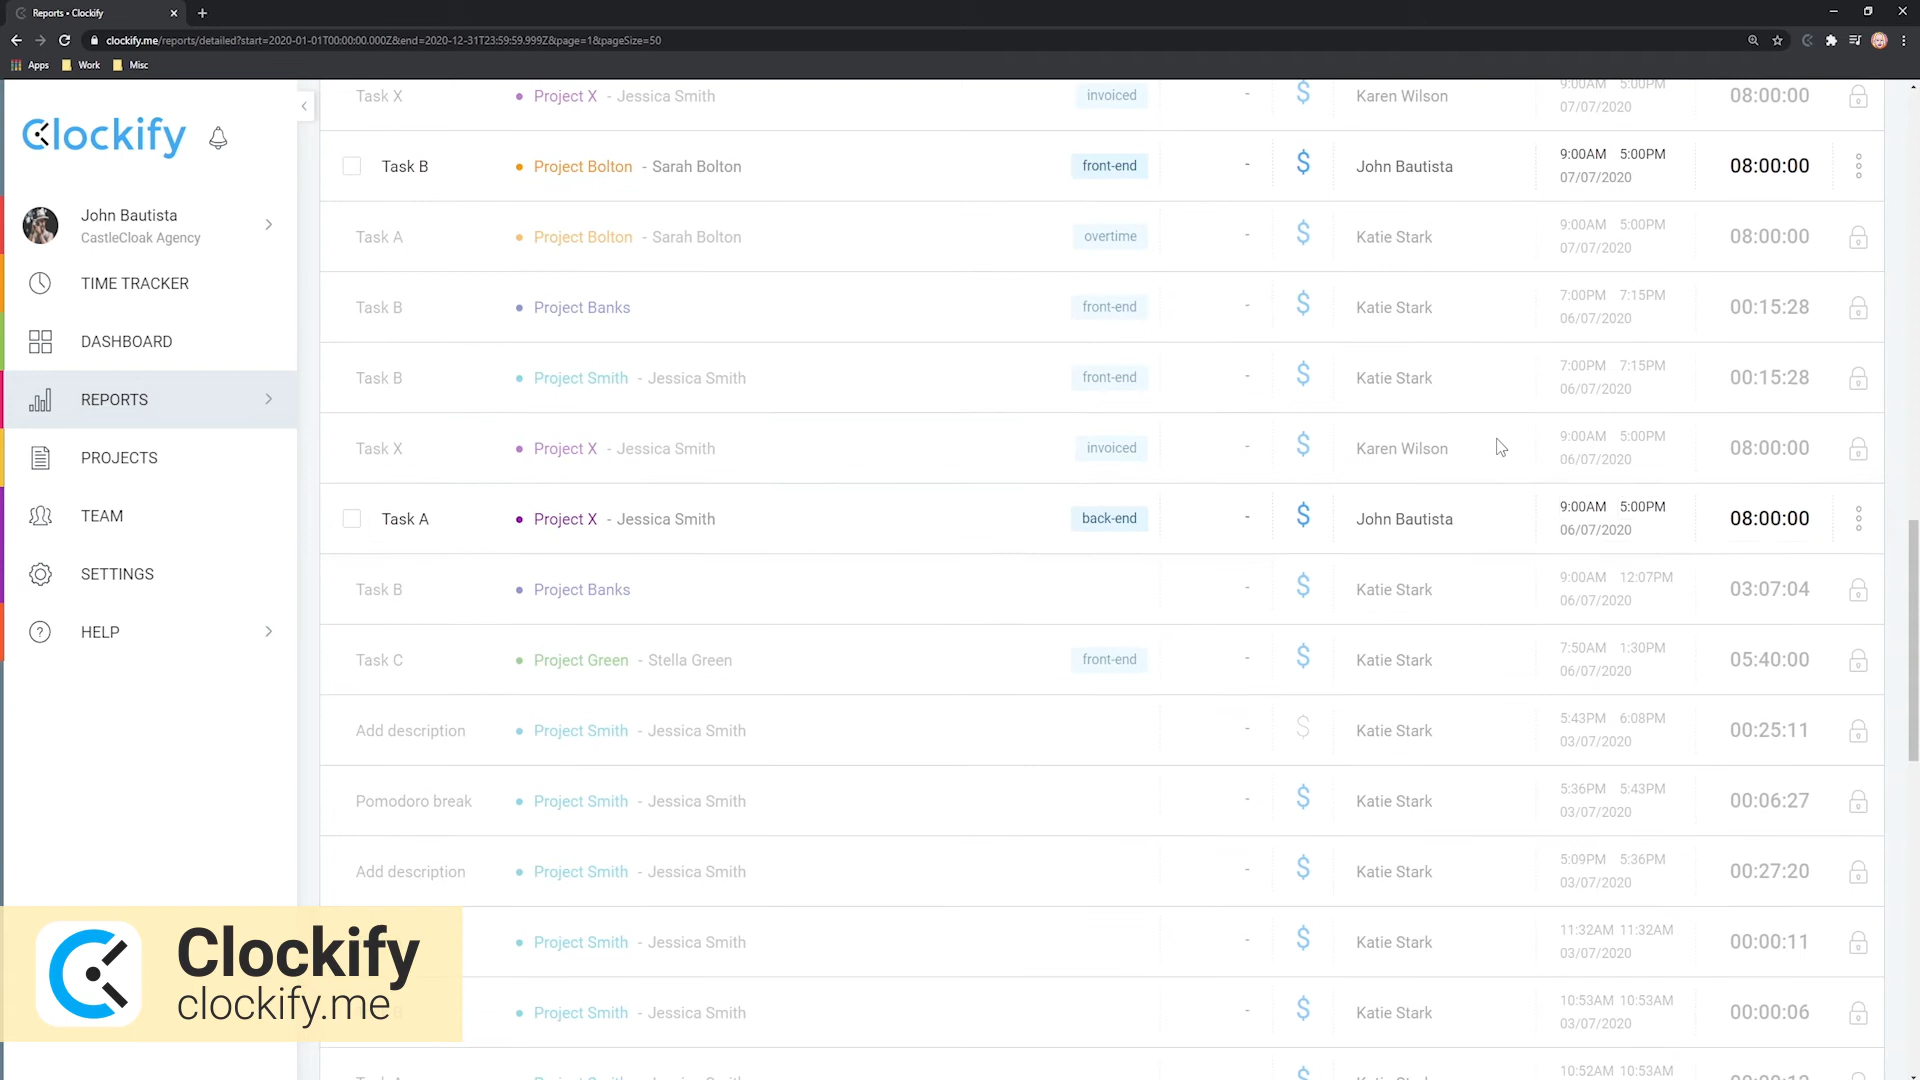 Reports • Clockify
clockify.me/reports/detailed?start=2020-01-01T00:00:00.000Z&end=2020-12-31T23:59:59.999Z&page=1&pageSize=50
Apps Work Misc
Clockify
John Bautista
CastleCloak Agency
TIME TRACKER
DASHBOARD
REPORTS
PROJECTS
TEAM
SETTINGS
HELP
Task X Project X - Jessica Smith invoiced - $ Karen Wilson 9:00AM 5:00PM 08:00:00
07/07/2020
Task B Project Bolton - Sarah Bolton front-end - $ John Bautista 9:00AM 5:00PM 08:00:00
07/07/2020
Task A Project Bolton - Sarah Bolton overtime - $ Katie Stark 9:00AM 5:00PM 08:00:00
07/07/2020
Task B Project Banks front-end - $ Katie Stark 7:00PM 7:15PM 00:15:28
06/07/2020
Task B Project Smith - Jessica Smith front-end - $ Katie Stark 7:00PM 7:15PM 00:15:28
06/07/2020
Task X Project X - Jessica Smith invoiced - $ Karen Wilson 9:00AM 5:00PM 08:00:00
06/07/2020
Task A Project X - Jessica Smith back-end - $ John Bautista 9:00AM 5:00PM 08:00:00
06/07/2020
Task B Project Banks - $ Katie Stark 9:00AM 12:07PM 03:07:04
06/07/2020
Task C Project Green - Stella Green front-end - $ Katie Stark 7:50AM 1:30PM 05:40:00
06/07/2020
Add description Project Smith - Jessica Smith - $ Katie Stark 5:43PM 6:08PM 00:25:11
03/07/2020
Pomodoro break Project Smith - Jessica Smith - $ Katie Stark 5:36PM 5:43PM 00:06:27
03/07/2020
Add description Project Smith - Jessica Smith - $ Katie Stark 5:09PM 5:36PM 00:27:20
03/07/2020
Project Smith - Jessica Smith - $ Katie Stark 11:32AM 11:32AM 00:00:11
03/07/2020
Project Smith - Jessica Smith - $ Katie Stark 10:53AM 10:53AM 00:00:06
03/07/2020
10:52AM 10:53AM
Clockify
clockify.me